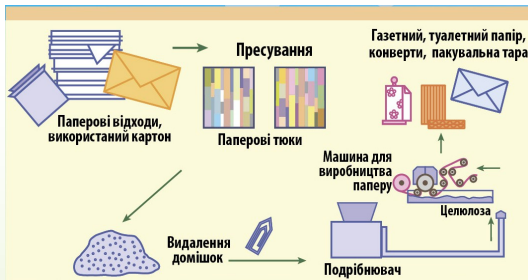 Паперові відходи,
використаний картон
Пресування
Паперові тюки
Видалення
домішок
Подрібнювач
Целюлоза
Машина для
виробництва
паперу
Газетний, туалетний папір,
конверти, пакувальна тара